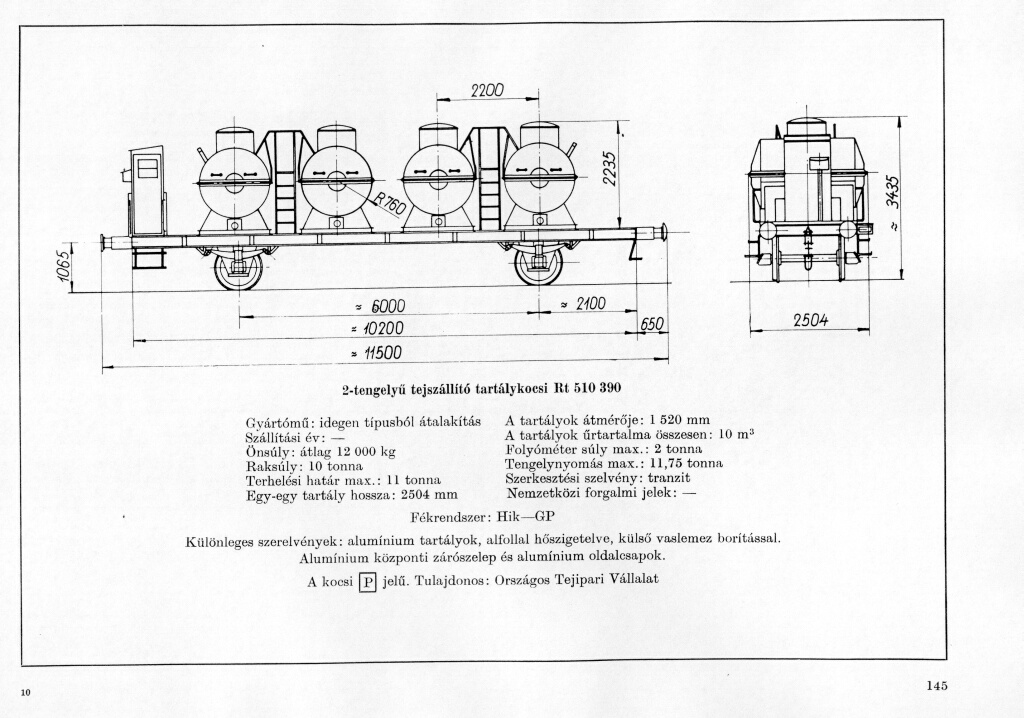 2200
2235
R760
1065
≈ 3435
≈ 6000
≈ 2100
≈ 10200
650
≈ 11500
2504
2-tengelyű tejszállító tartálykocsi Rt 510 390
Gyártómű: idegen típusból átalakítás
Szállítási év: —
Önsúly: átlag 12 000 kg
Raksúly: 10 tonna
Terhelési határ max.: 11 tonna
Egy-egy tartály hossza: 2504 mm
A tartályok átmérője: 1 520 mm
A tartályok űrtartalma összesen: 10 m³
Folyóméter súly max.: 2 tonna
Tengelynyomás max.: 11,75 tonna
Szerkesztési szelvény: tranzit
Nemzetközi forgalmi jelek: —
Fékrendszer: Hik—GP
Különleges szerelvények: alumínium tartályok, alfollal hőszigetelve, külső vaslemez borítással.
Alumínium központi zárószelep és alumínium oldalcsapok.
A kocsi P jelű. Tulajdonos: Országos Tejipari Vállalat
10
145